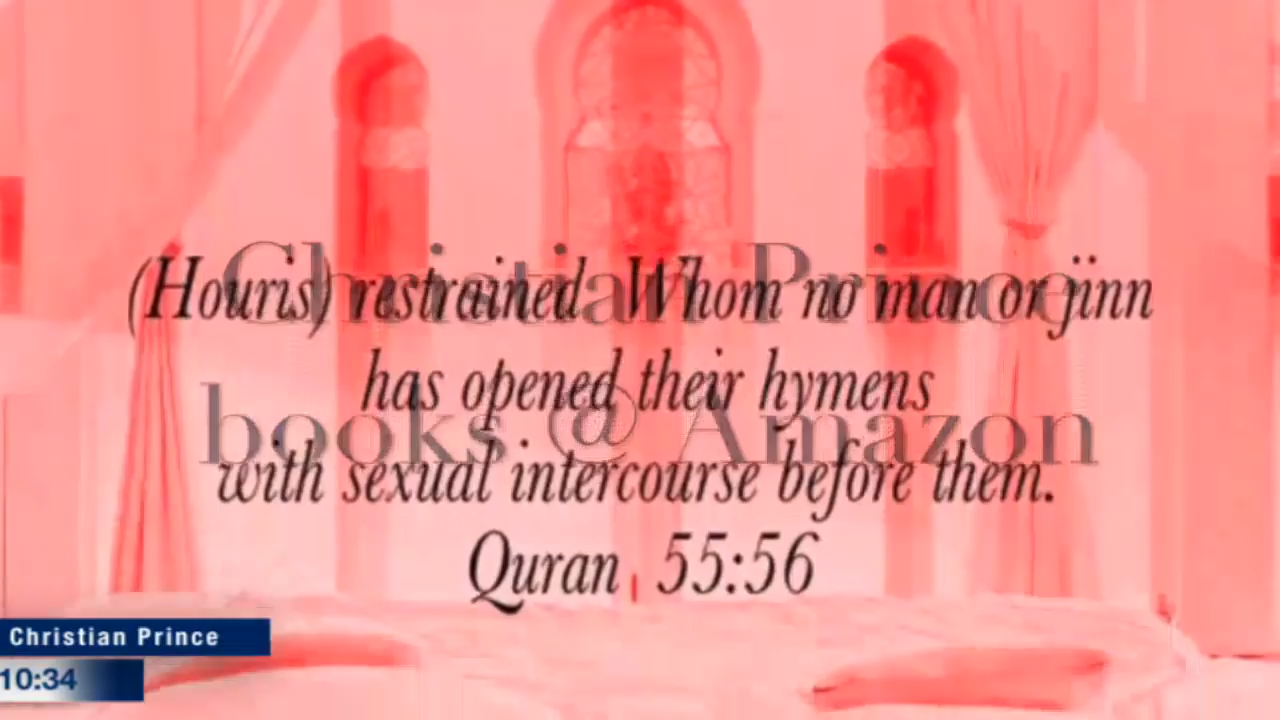 Christian Prince
(Houris) restrained Whom no man or jinn
has opened their hymens
books @ Amazon
with sexual intercourse before them.
Quran 55:56
Christian Prince
10:34